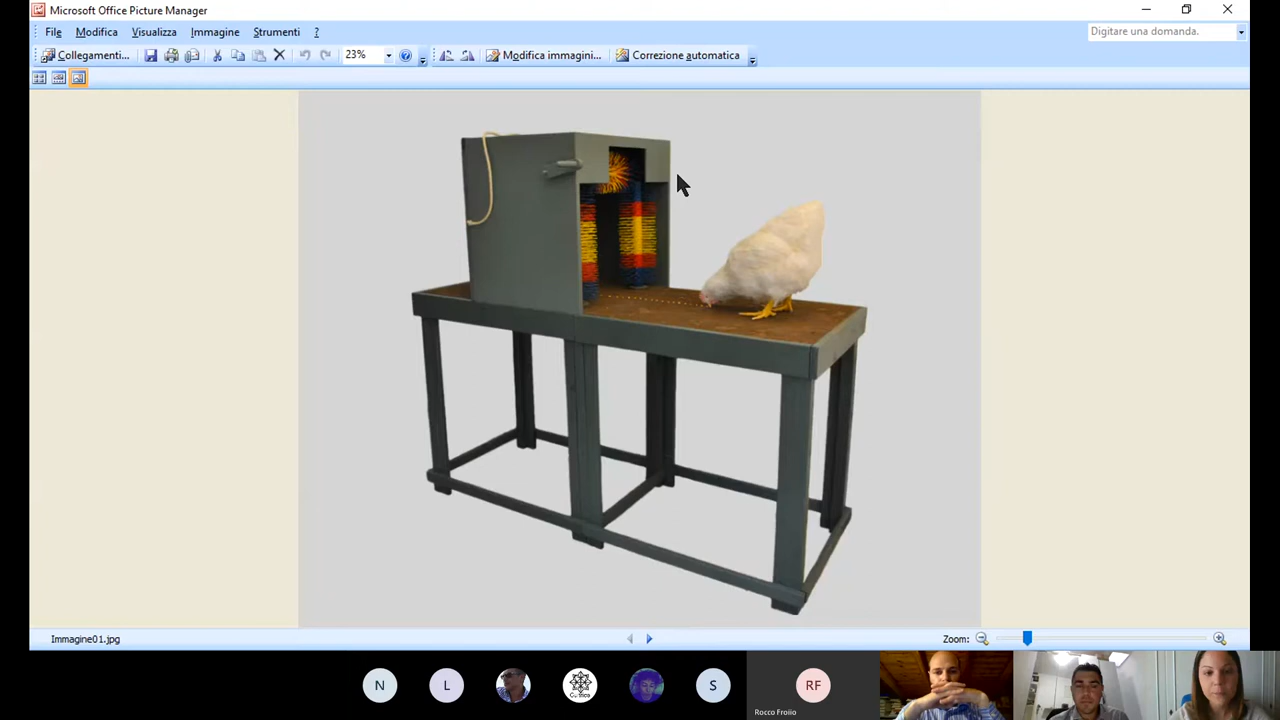 Microsoft Office Picture Manager
File Modifica Visualizza Immagine Strumenti ? Digitare una domanda.
Collegamenti... 23% Modifica immagini... Correzione automatica
Immagine01.jpg Zoom:
N L S RF
Rocco Froiio